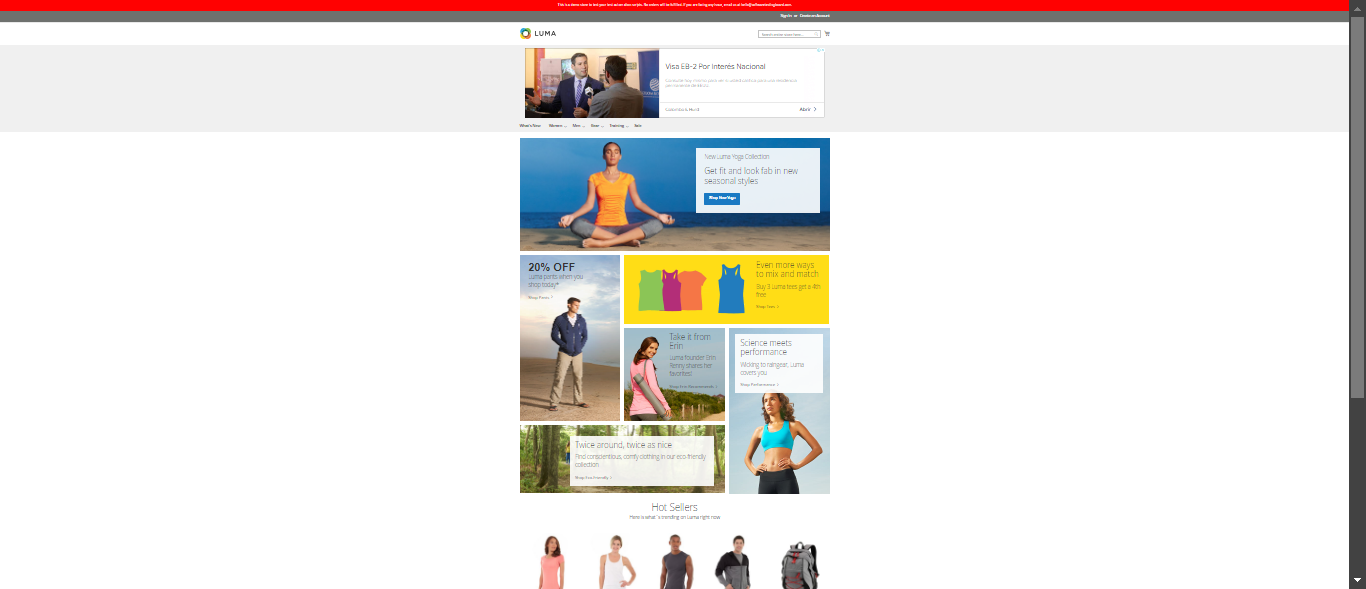 This is a demo store to test your test automation scripts. No orders will be fulfilled. If you are facing any issue, email us at
Sign In or Create an Account
LUMA
Search entire store here...
Visa EB-2 Por Interés Nacional
Colombo & Hurd
Abrir
What's New Women Men Gear Training Sale
New Luma Yoga Collection
Get fit and look fab in new
seasonal styles
Shop New Yoga
20% OFF
Luma pants when you
shop today*
Shop Pants
Even more ways
to mix and match
Buy 3 Luma tees get a 4th
free
Shop Tees
Take it from
Erin
Luma founder Erin
Renny shares her
favorites!
Shop Erin Recommends
Science meets
performance
Wicking to raingear, Luma
covers you
Shop Performance
Twice around, twice as nice
Find conscientious, comfy clothing in our eco-friendly
collection
Shop Eco-Friendly
Hot Sellers
Here is what`s trending on Luma right now